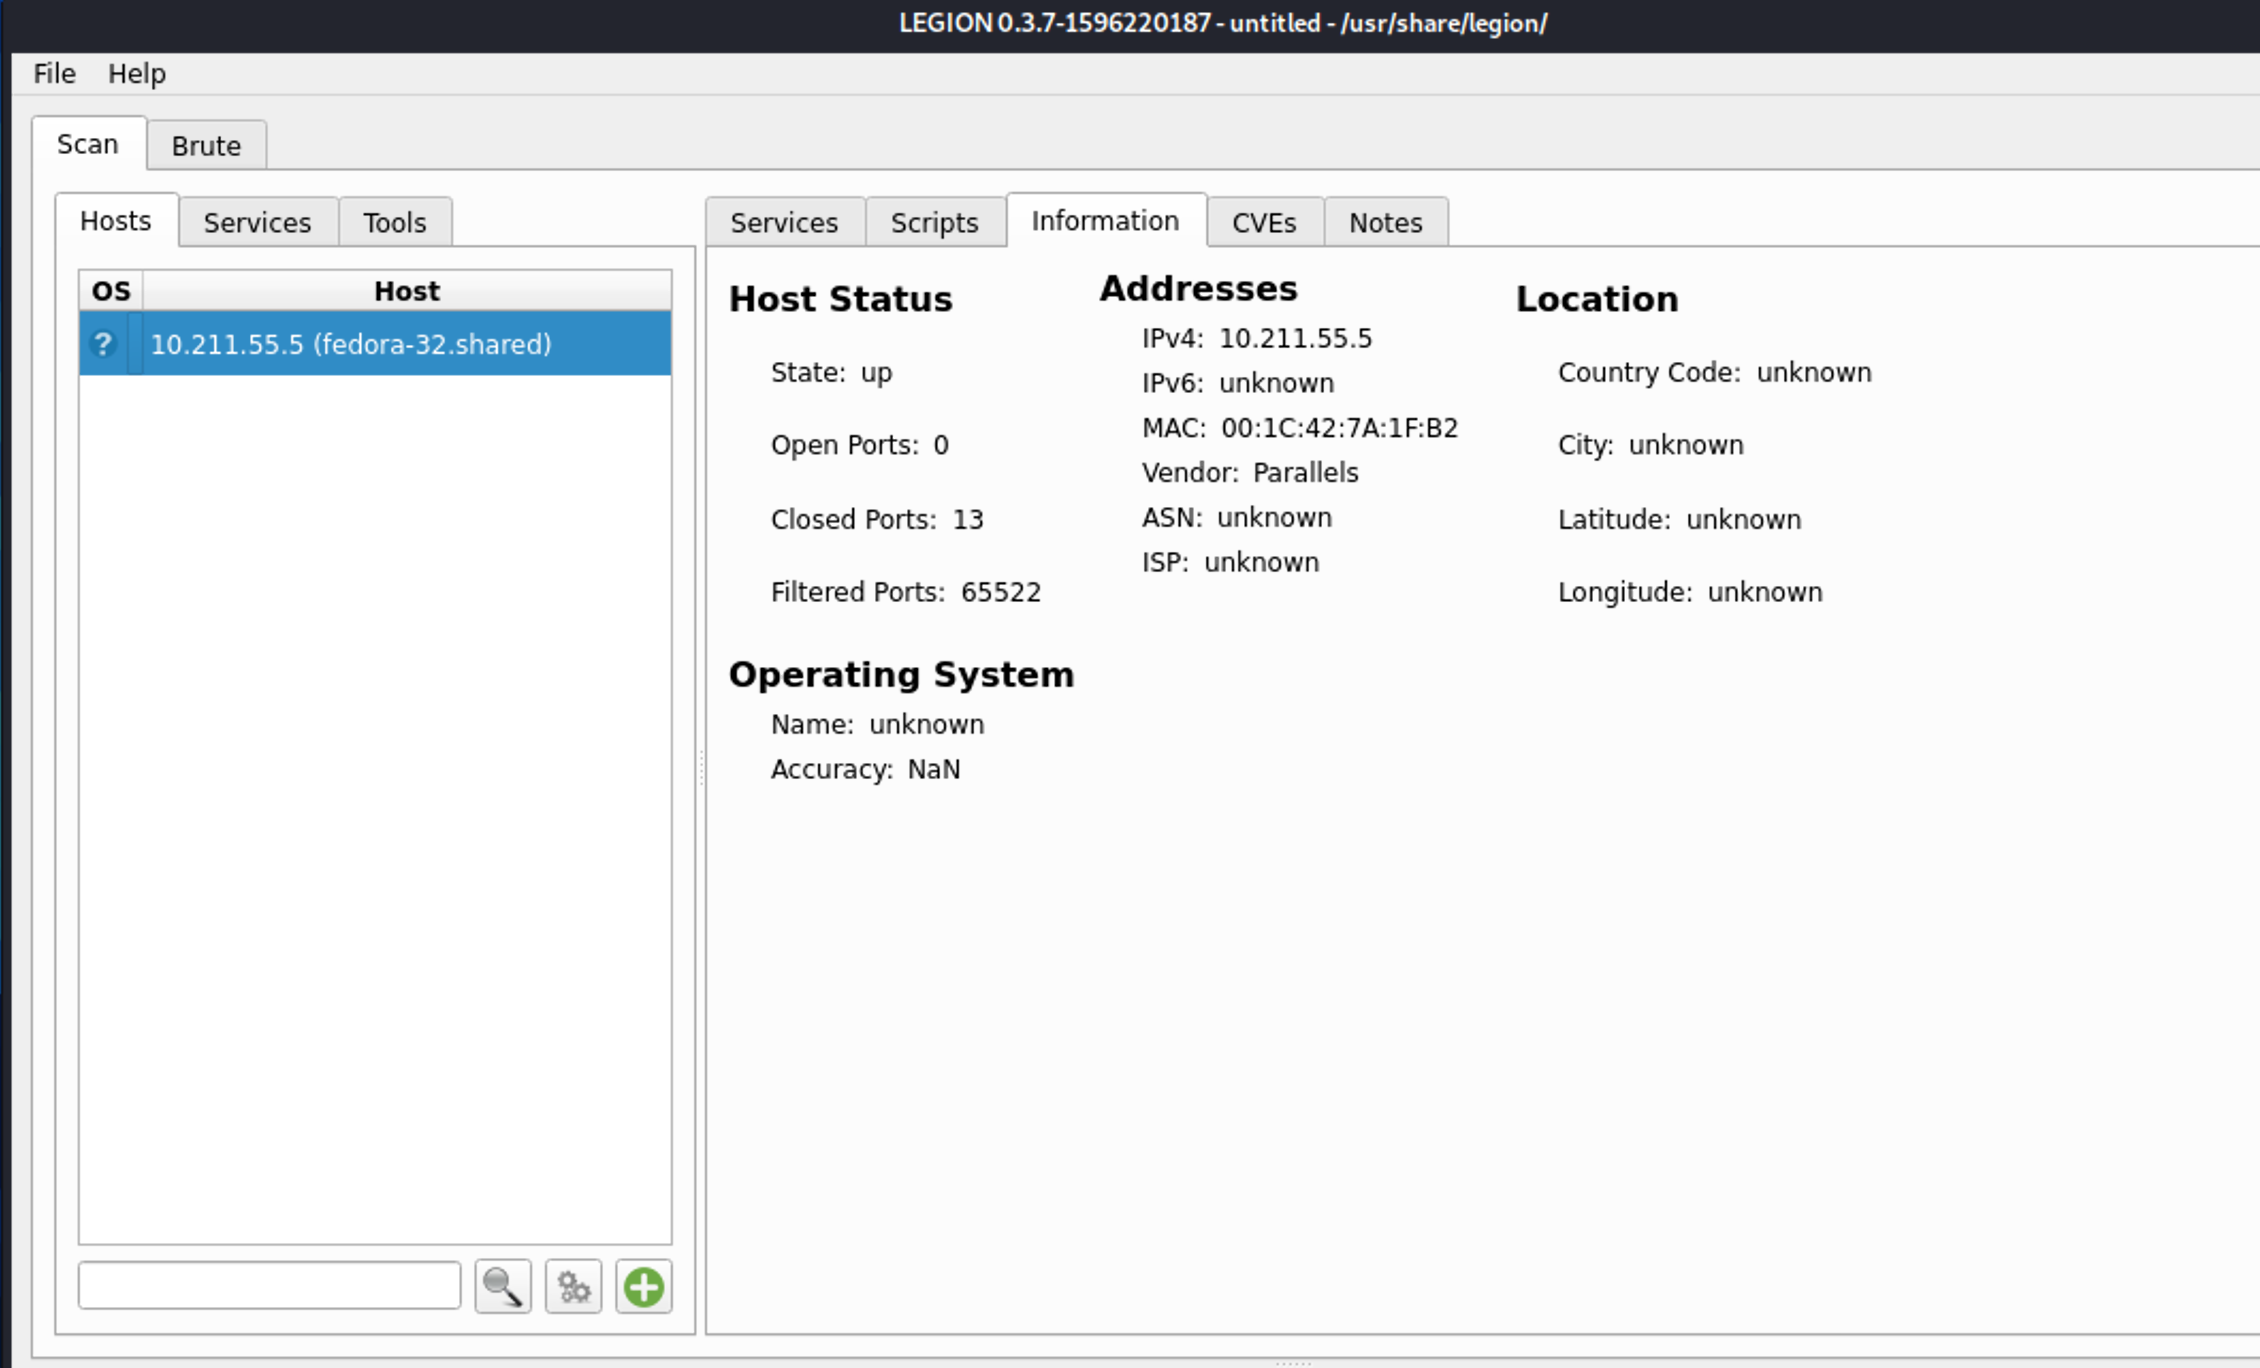 LEGION 0.3.7-1596220187 - untitled - /usr/share/legion/
File Help
Scan Brute
Hosts Services Tools
OS Host
? 10.211.55.5 (fedora-32.shared)
Services Scripts Information CVEs Notes
Host Status
State: up
Open Ports: 0
Closed Ports: 13
Filtered Ports: 65522
Addresses
IPv4: 10.211.55.5
IPv6: unknown
MAC: 00:1C:42:7A:1F:B2
Vendor: Parallels
ASN: unknown
ISP: unknown
Location
Country Code: unknown
City: unknown
Latitude: unknown
Longitude: unknown
Operating System
Name: unknown
Accuracy: NaN